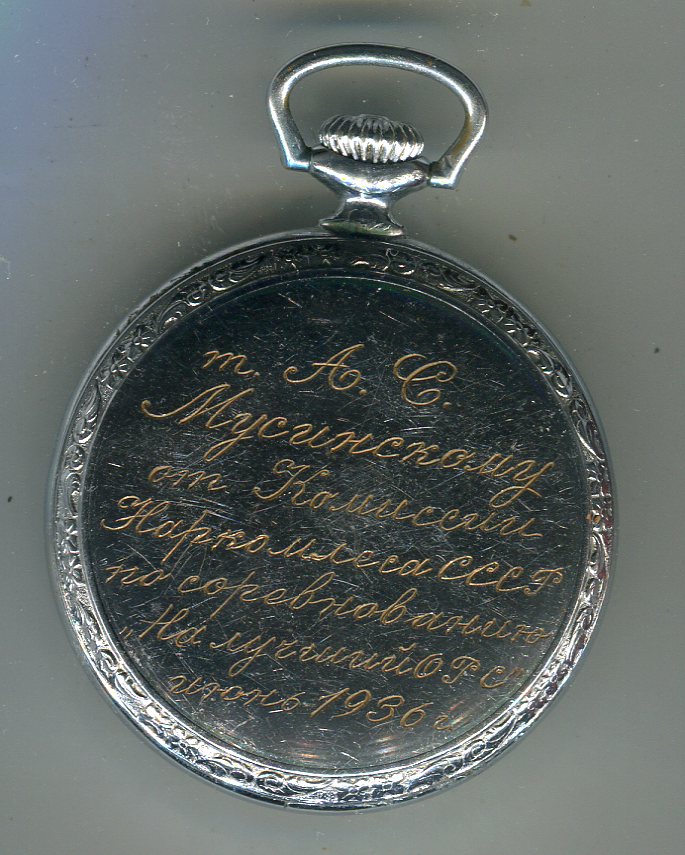 т. А. С.
Мусинскому
от Комиссии
Наркомлеса СССР
по соревнованию
„На лучший ОРС“
июнь 1936 г.